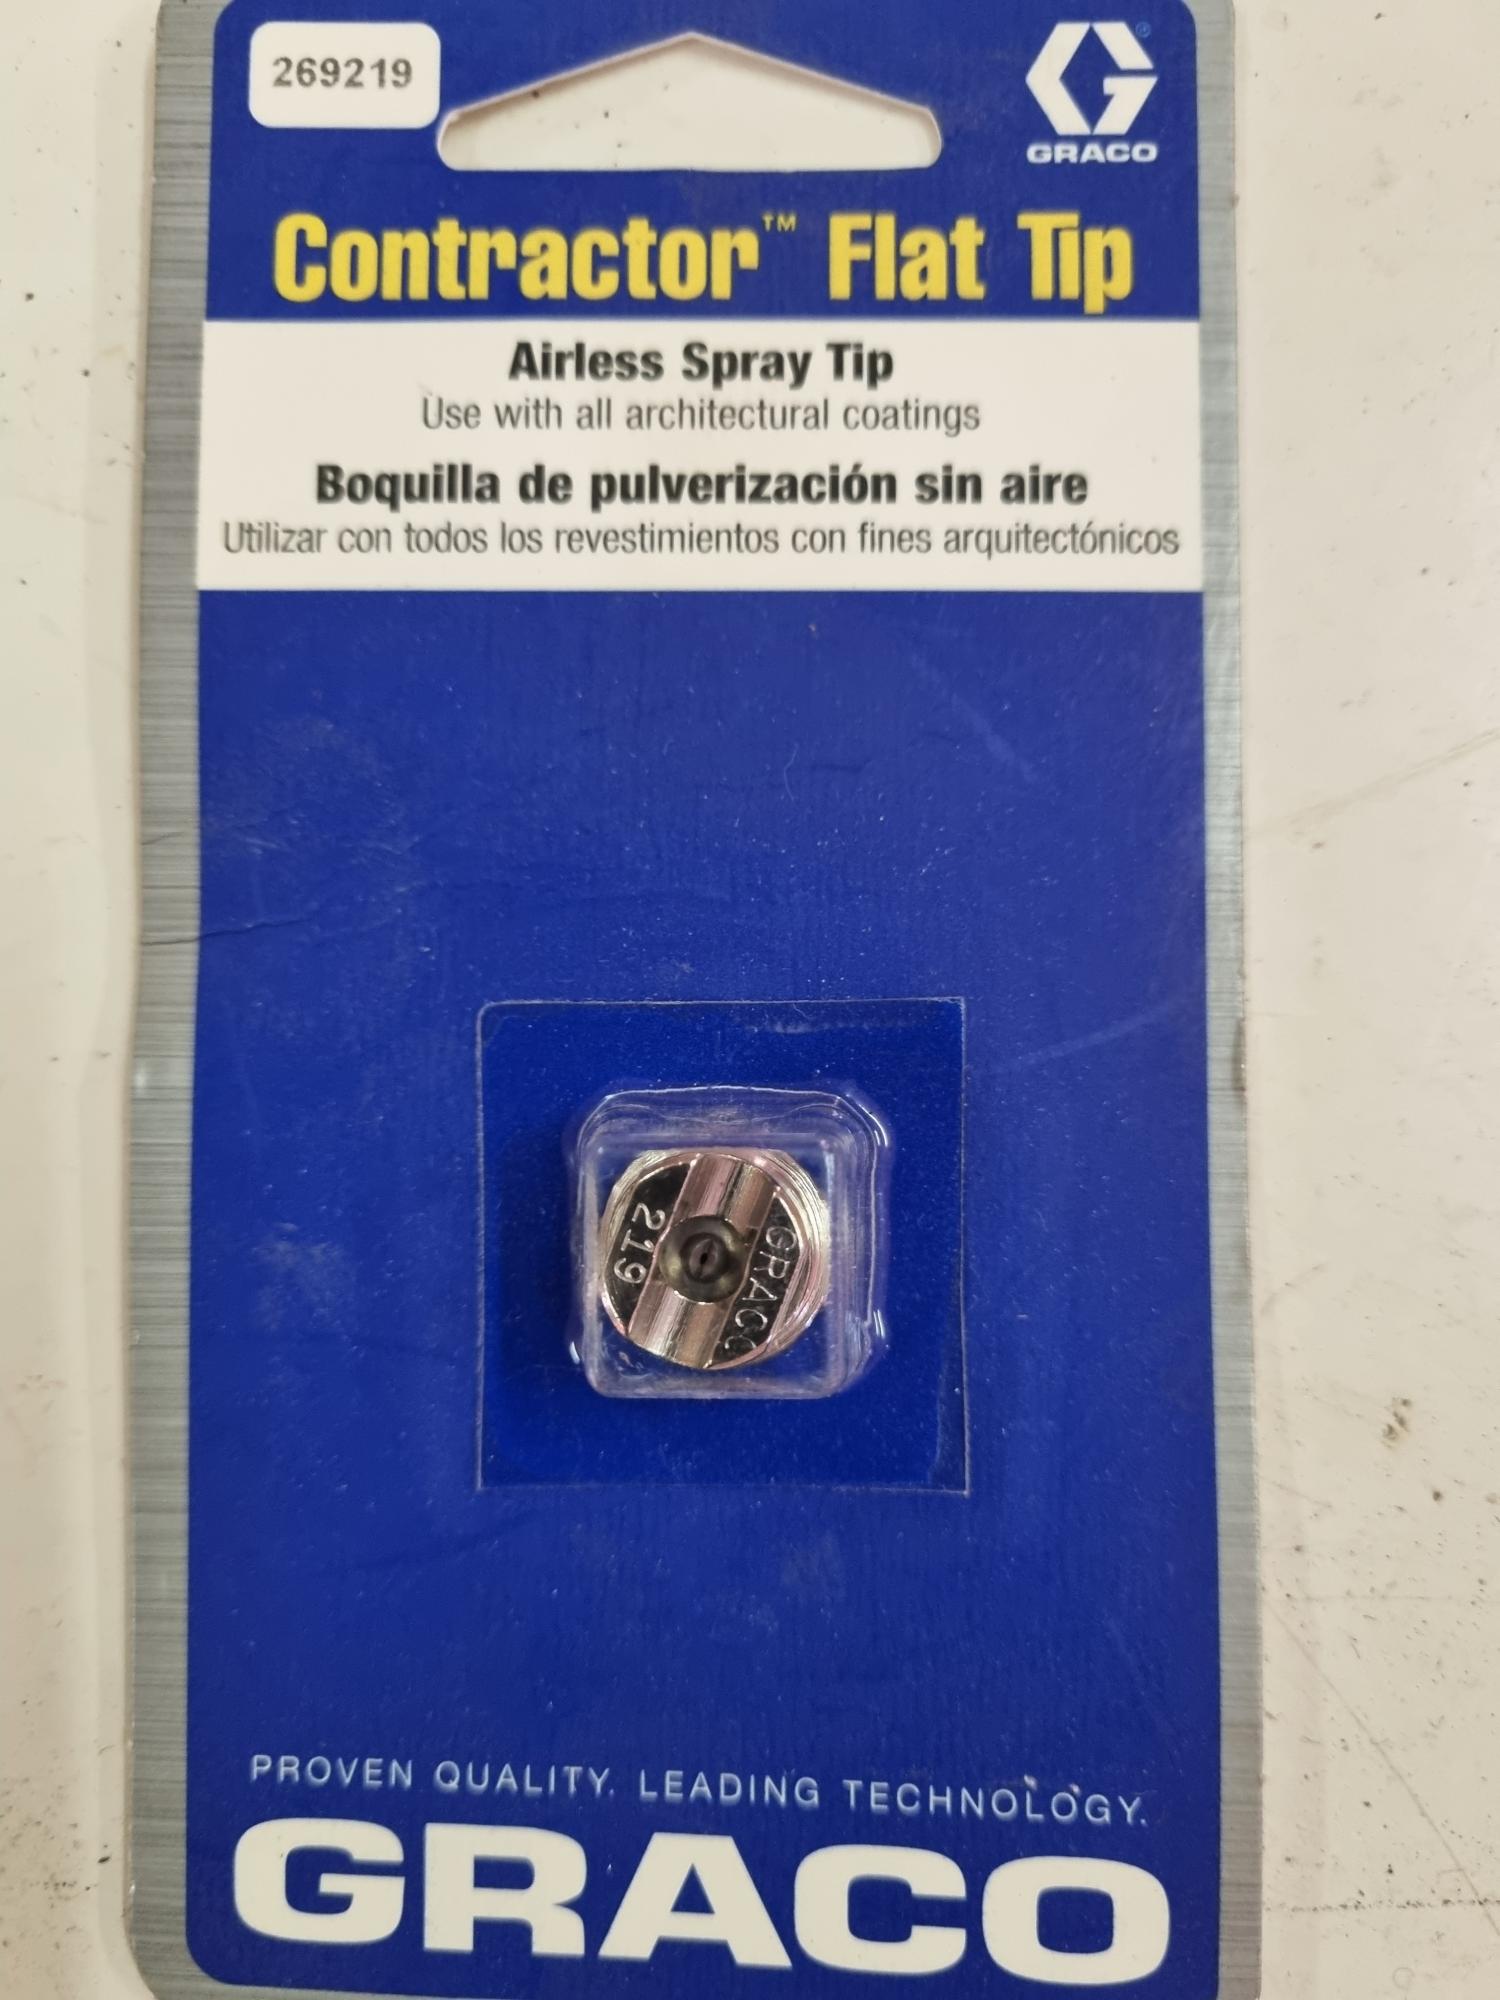 269219
GRACO
Contractor™ Flat Tip
Airless Spray Tip
Use with all architectural coatings
Boquilla de pulverización sin aire
Utilizar con todos los revestimientos con fines arquitectónicos
219
GRACO
PROVEN QUALITY. LEADING TECHNOLOGY.
GRACO